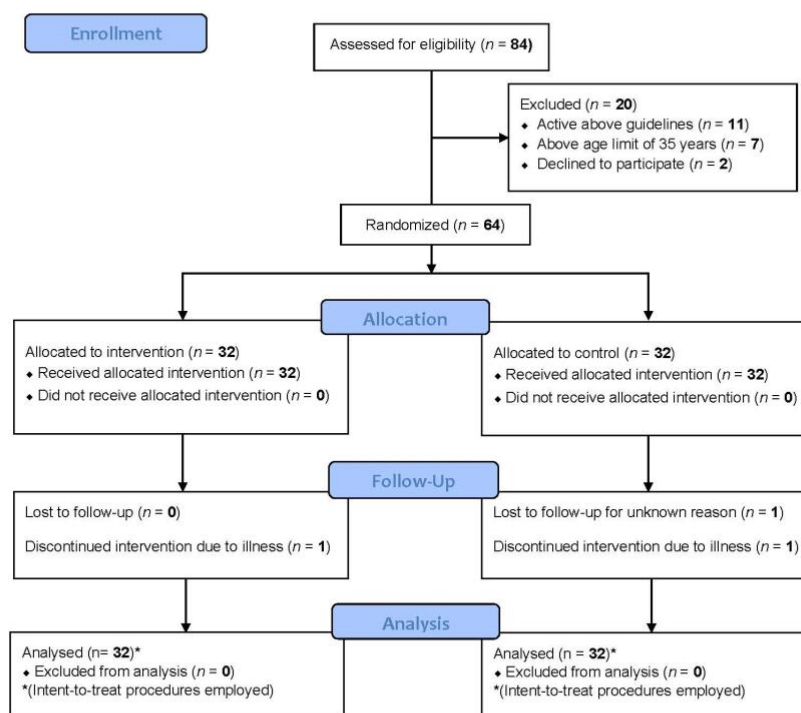 Enrollment
Assessed for eligibility (n = 84)
Excluded (n = 20)
⬥ Active above guidelines (n = 11)
⬥ Above age limit of 35 years (n = 7)
⬥ Declined to participate (n = 2)
Randomized (n = 64)
Allocation
Allocated to intervention (n = 32)
⬥ Received allocated intervention (n = 32)
⬥ Did not receive allocated intervention (n = 0)
Allocated to control (n = 32)
⬥ Received allocated intervention (n = 32)
⬥ Did not receive allocated intervention (n = 0)
Follow-Up
Lost to follow-up (n = 0)
Discontinued intervention due to illness (n = 1)
Lost to follow-up for unknown reason (n = 1)
Discontinued intervention due to illness (n = 1)
Analysis
Analysed (n= 32)*
⬥ Excluded from analysis (n = 0)
*(Intent-to-treat procedures employed)
Analysed (n = 32)*
⬥ Excluded from analysis (n = 0)
*(Intent-to-treat procedures employed)